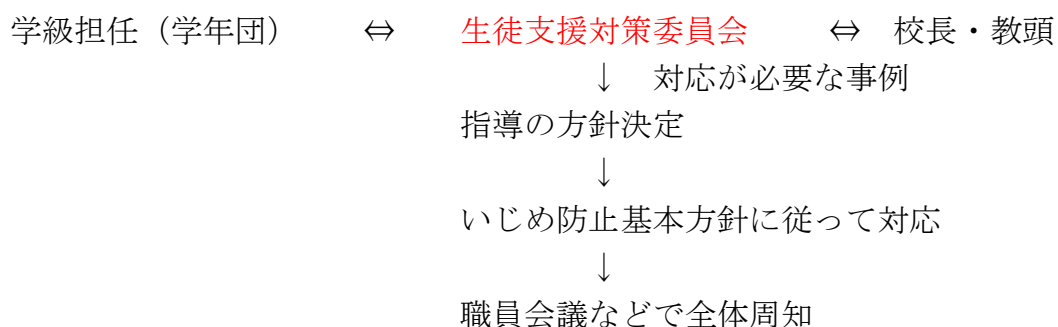 学級担任（学年団）　⇔　生徒支援対策委員会　⇔　校長・教頭
↓　対応が必要な事例
指導の方針決定
↓
いじめ防止基本方針に従って対応
↓
職員会議などで全体周知